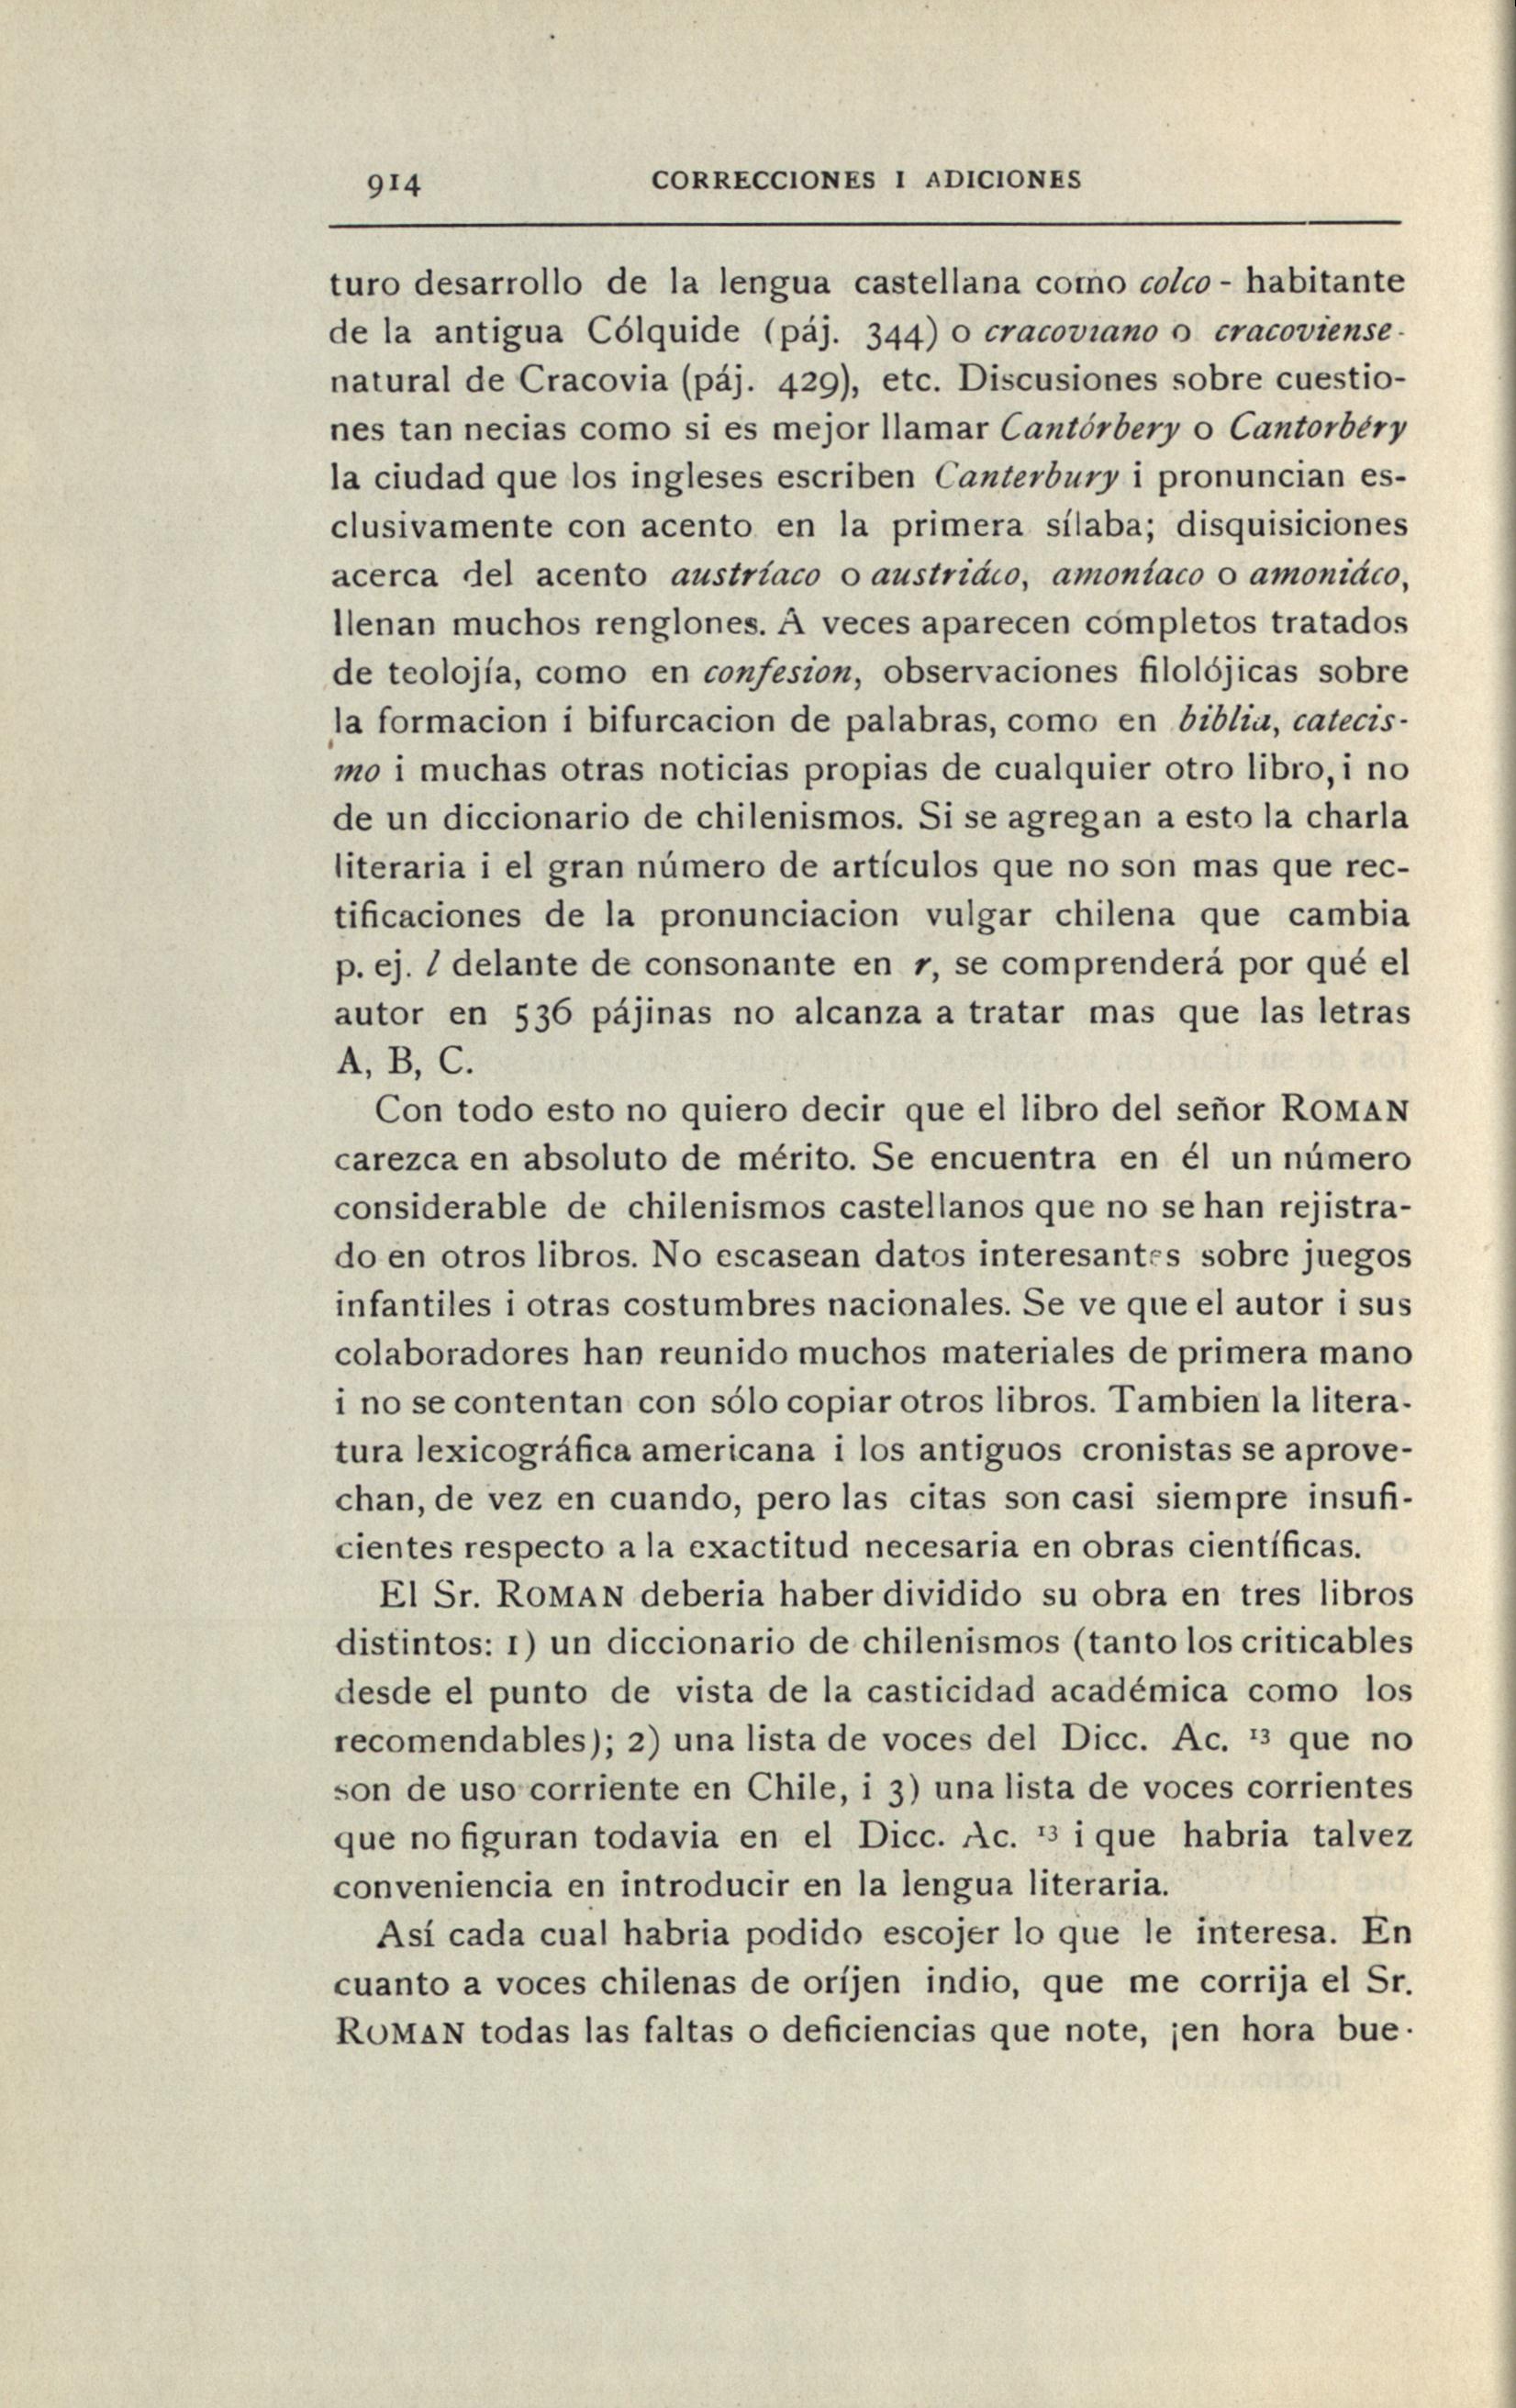 914 CORRECCIONES I ADICIONES
turo desarrollo de la lengua castellana como colco - habitante
de la antigua Cólquide (páj. 344) o cracoviano o cracoviense -
natural de Cracovia (páj. 429), etc. Discusiones sobre cuestio-
nes tan necias como si es mejor llamar Cantórbery o Cantorbéry
la ciudad que los ingleses escriben Canterbury i pronuncian es-
clusivamente con acento en la primera sílaba; disquisiciones
acerca del acento austríaco o austriáco, amoníaco o amoniáco,
llenan muchos renglones. A veces aparecen completos tratados
de teolojía, como en confesion, observaciones filolójicas sobre
la formacion i bifurcacion de palabras, como en biblia, catecis-
mo i muchas otras noticias propias de cualquier otro libro, i no
de un diccionario de chilenismos. Si se agregan a esto la charla
literaria i el gran número de artículos que no son mas que rec-
tificaciones de la pronunciacion vulgar chilena que cambia
p. ej. l delante de consonante en r, se comprenderá por qué el
autor en 536 pájinas no alcanza a tratar mas que las letras
A, B, C.
Con todo esto no quiero decir que el libro del señor ROMAN
carezca en absoluto de mérito. Se encuentra en él un número
considerable de chilenismos castellanos que no se han rejistra-
do en otros libros. No escasean datos interesantes sobre juegos
infantiles i otras costumbres nacionales. Se ve que el autor i sus
colaboradores han reunido muchos materiales de primera mano
i no se contentan con sólo copiar otros libros. Tambien la litera-
tura lexicográfica americana i los antiguos cronistas se aprove-
chan, de vez en cuando, pero las citas son casi siempre insufi-
cientes respecto a la exactitud necesaria en obras científicas.
El Sr. ROMAN deberia haber dividido su obra en tres libros
distintos: 1) un diccionario de chilenismos (tanto los criticables
desde el punto de vista de la casticidad académica como los
recomendables); 2) una lista de voces del Dicc. Ac. ¹³ que no
son de uso corriente en Chile, i 3) una lista de voces corrientes
que no figuran todavia en el Dicc. Ac. ¹³ i que habria talvez
conveniencia en introducir en la lengua literaria.
Así cada cual habria podido escojer lo que le interesa. En
cuanto a voces chilenas de oríjen indio, que me corrija el Sr.
ROMAN todas las faltas o deficiencias que note, ¡en hora bue-